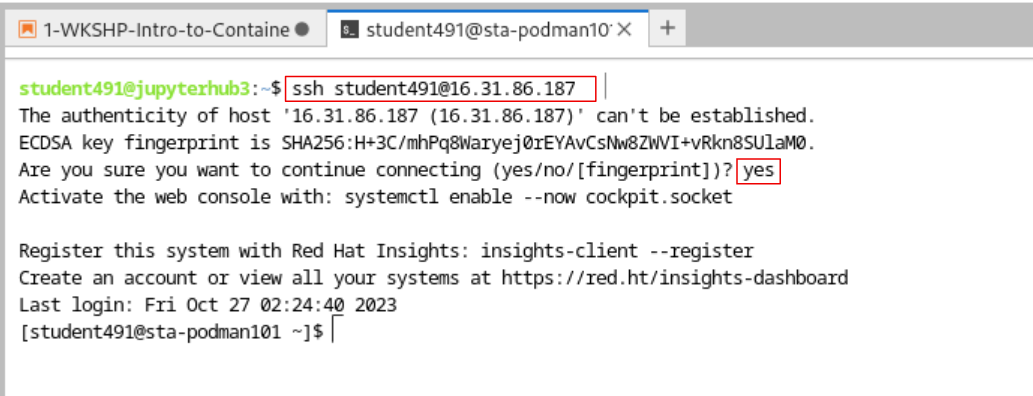 1-WKSHP-Intro-to-Containe
student491@sta-podman10
student491@jupyterhub3:~$ ssh student491@16.31.86.187
The authenticity of host '16.31.86.187 (16.31.86.187)' can't be established.
ECDSA key fingerprint is SHA256:H+3C/mhPq8Waryej0rEYAvCsNw8ZWVI+vRkn8SUlaM0.
Are you sure you want to continue connecting (yes/no/[fingerprint])? yes
Activate the web console with: systemctl enable --now cockpit.socket
Register this system with Red Hat Insights: insights-client --register
Create an account or view all your systems at https://red.ht/insights-dashboard
Last login: Fri Oct 27 02:24:40 2023
[student491@sta-podman101 ~]$